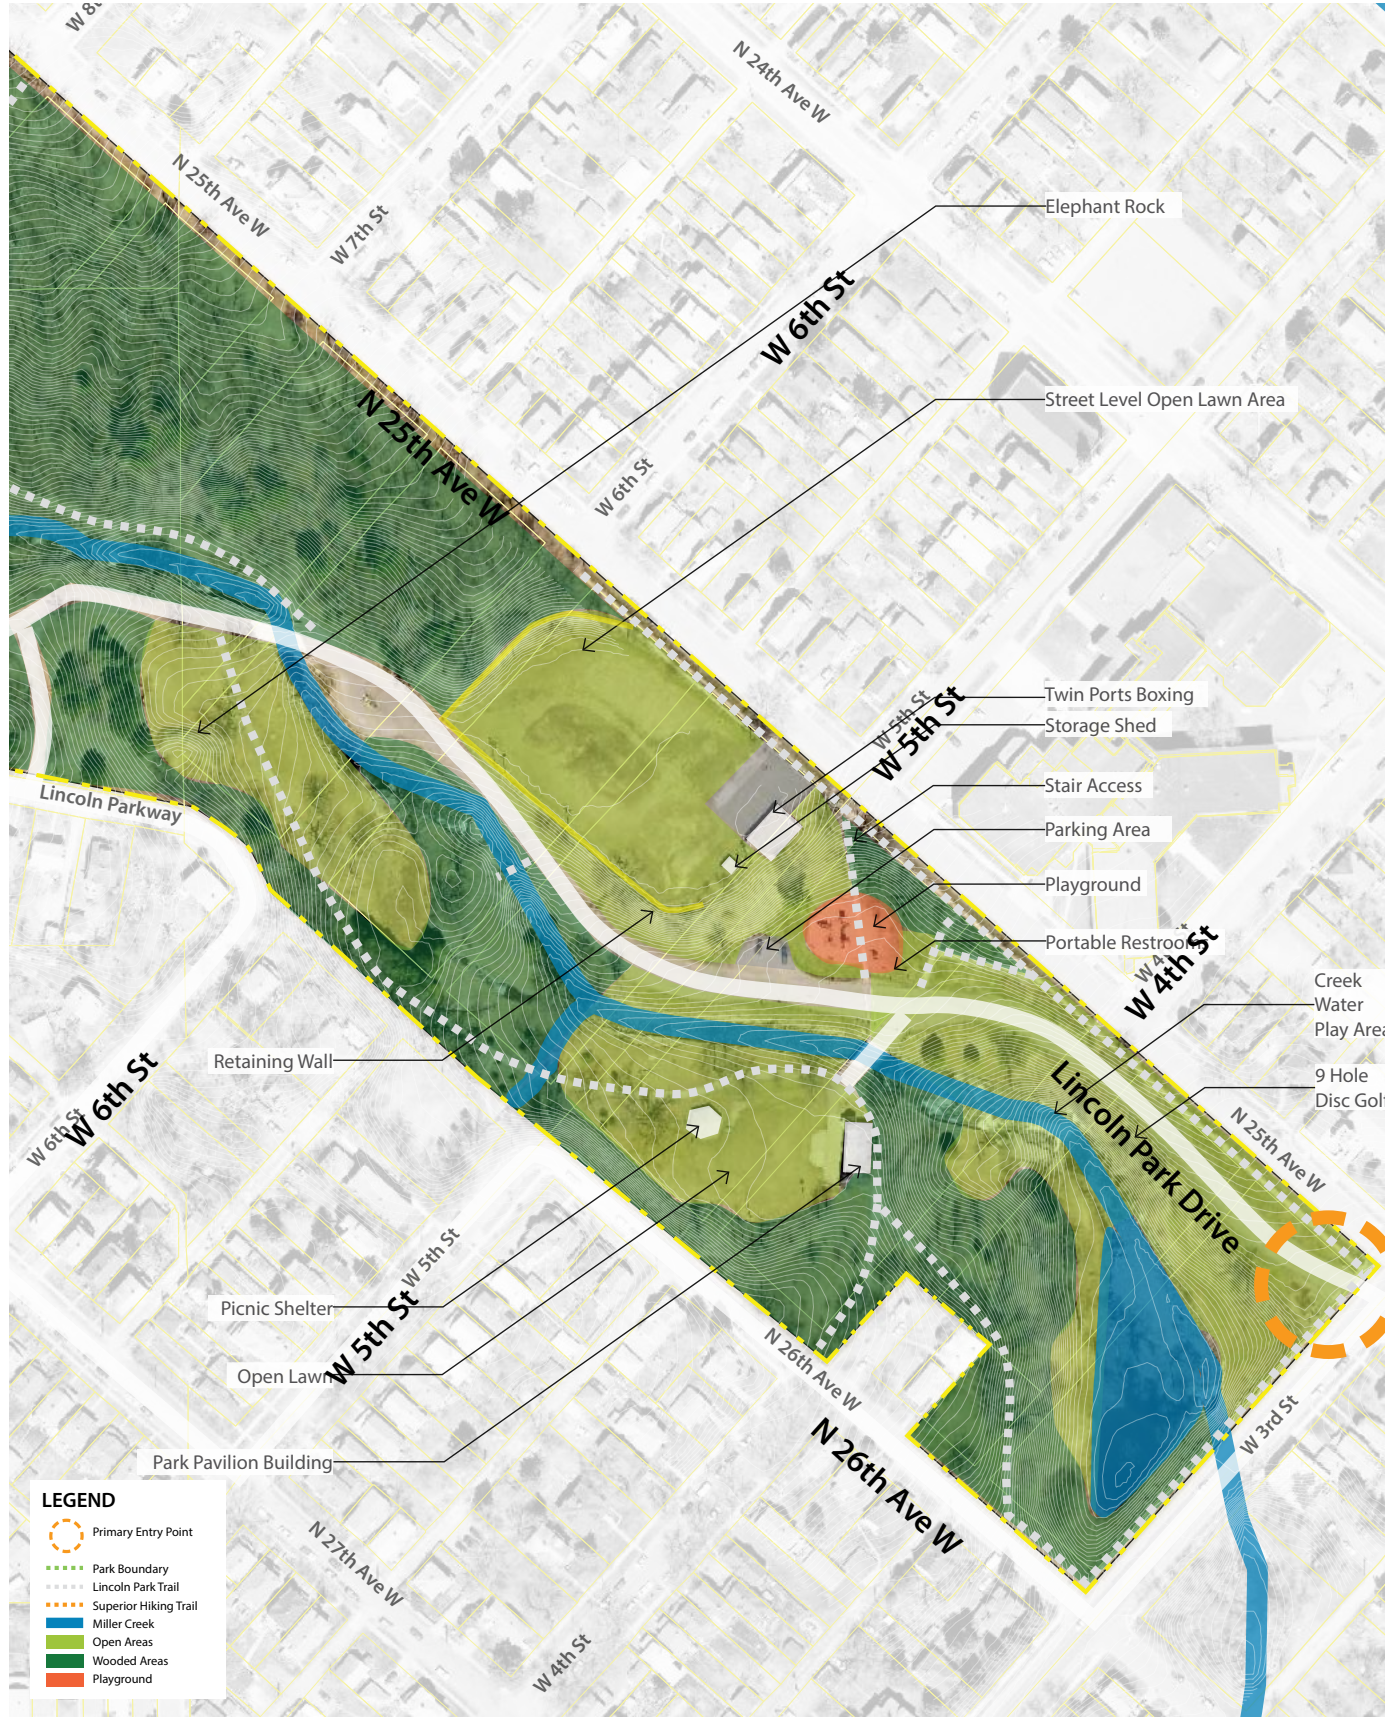 W 8
N 24th Ave W
N 25th Ave W
W 7th St
Elephant Rock
W 6th St
Street Level Open Lawn Area
N 25th Ave W
W 6th St
Twin Ports Boxing
W 5th St
W 5th St
Storage Shed
Stair Access
Lincoln Parkway
Parking Area
Playground
Portable Restroom
W 4th St
W 4th St
Creek
Water
Play Area
Retaining Wall
9 Hole
Disc Golf
Lincoln Park Drive
W 6th St
W 6th St
N 25th Ave W
W 5th St
Picnic Shelter
W 5th St
Open Lawn
N 26th Ave W
W 3rd St
Park Pavilion Building
N 26th Ave W
N 27th Ave W
W 4th St
LEGEND
Primary Entry Point
Park Boundary
Lincoln Park Trail
Superior Hiking Trail
Miller Creek
Open Areas
Wooded Areas
Playground